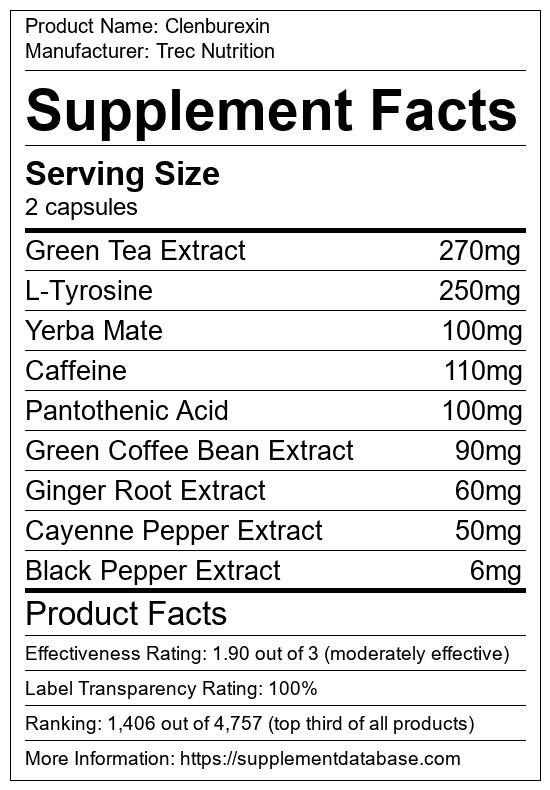 Product Name: Clenburexin
Manufacturer: Trec Nutrition
Supplement Facts
Serving Size
2 capsules
Green Tea Extract 270mg
L-Tyrosine 250mg
Yerba Mate 100mg
Caffeine 110mg
Pantothenic Acid 100mg
Green Coffee Bean Extract 90mg
Ginger Root Extract 60mg
Cayenne Pepper Extract 50mg
Black Pepper Extract 6mg
Product Facts
Effectiveness Rating: 1.90 out of 3 (moderately effective)
Label Transparency Rating: 100%
Ranking: 1,406 out of 4,757 (top third of all products)
More Information: https://supplementdatabase.com